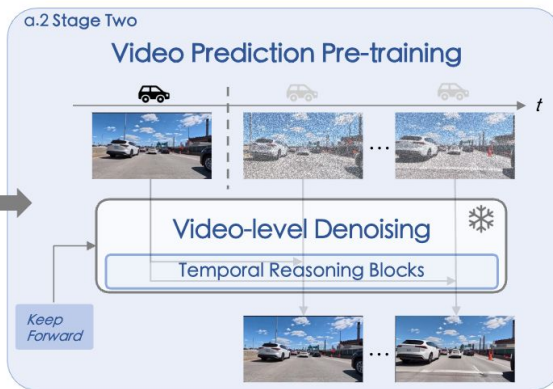 a.2 Stage Two
Video Prediction Pre-training
t
...
Video-level Denoising
Temporal Reasoning Blocks
Keep
Forward
...